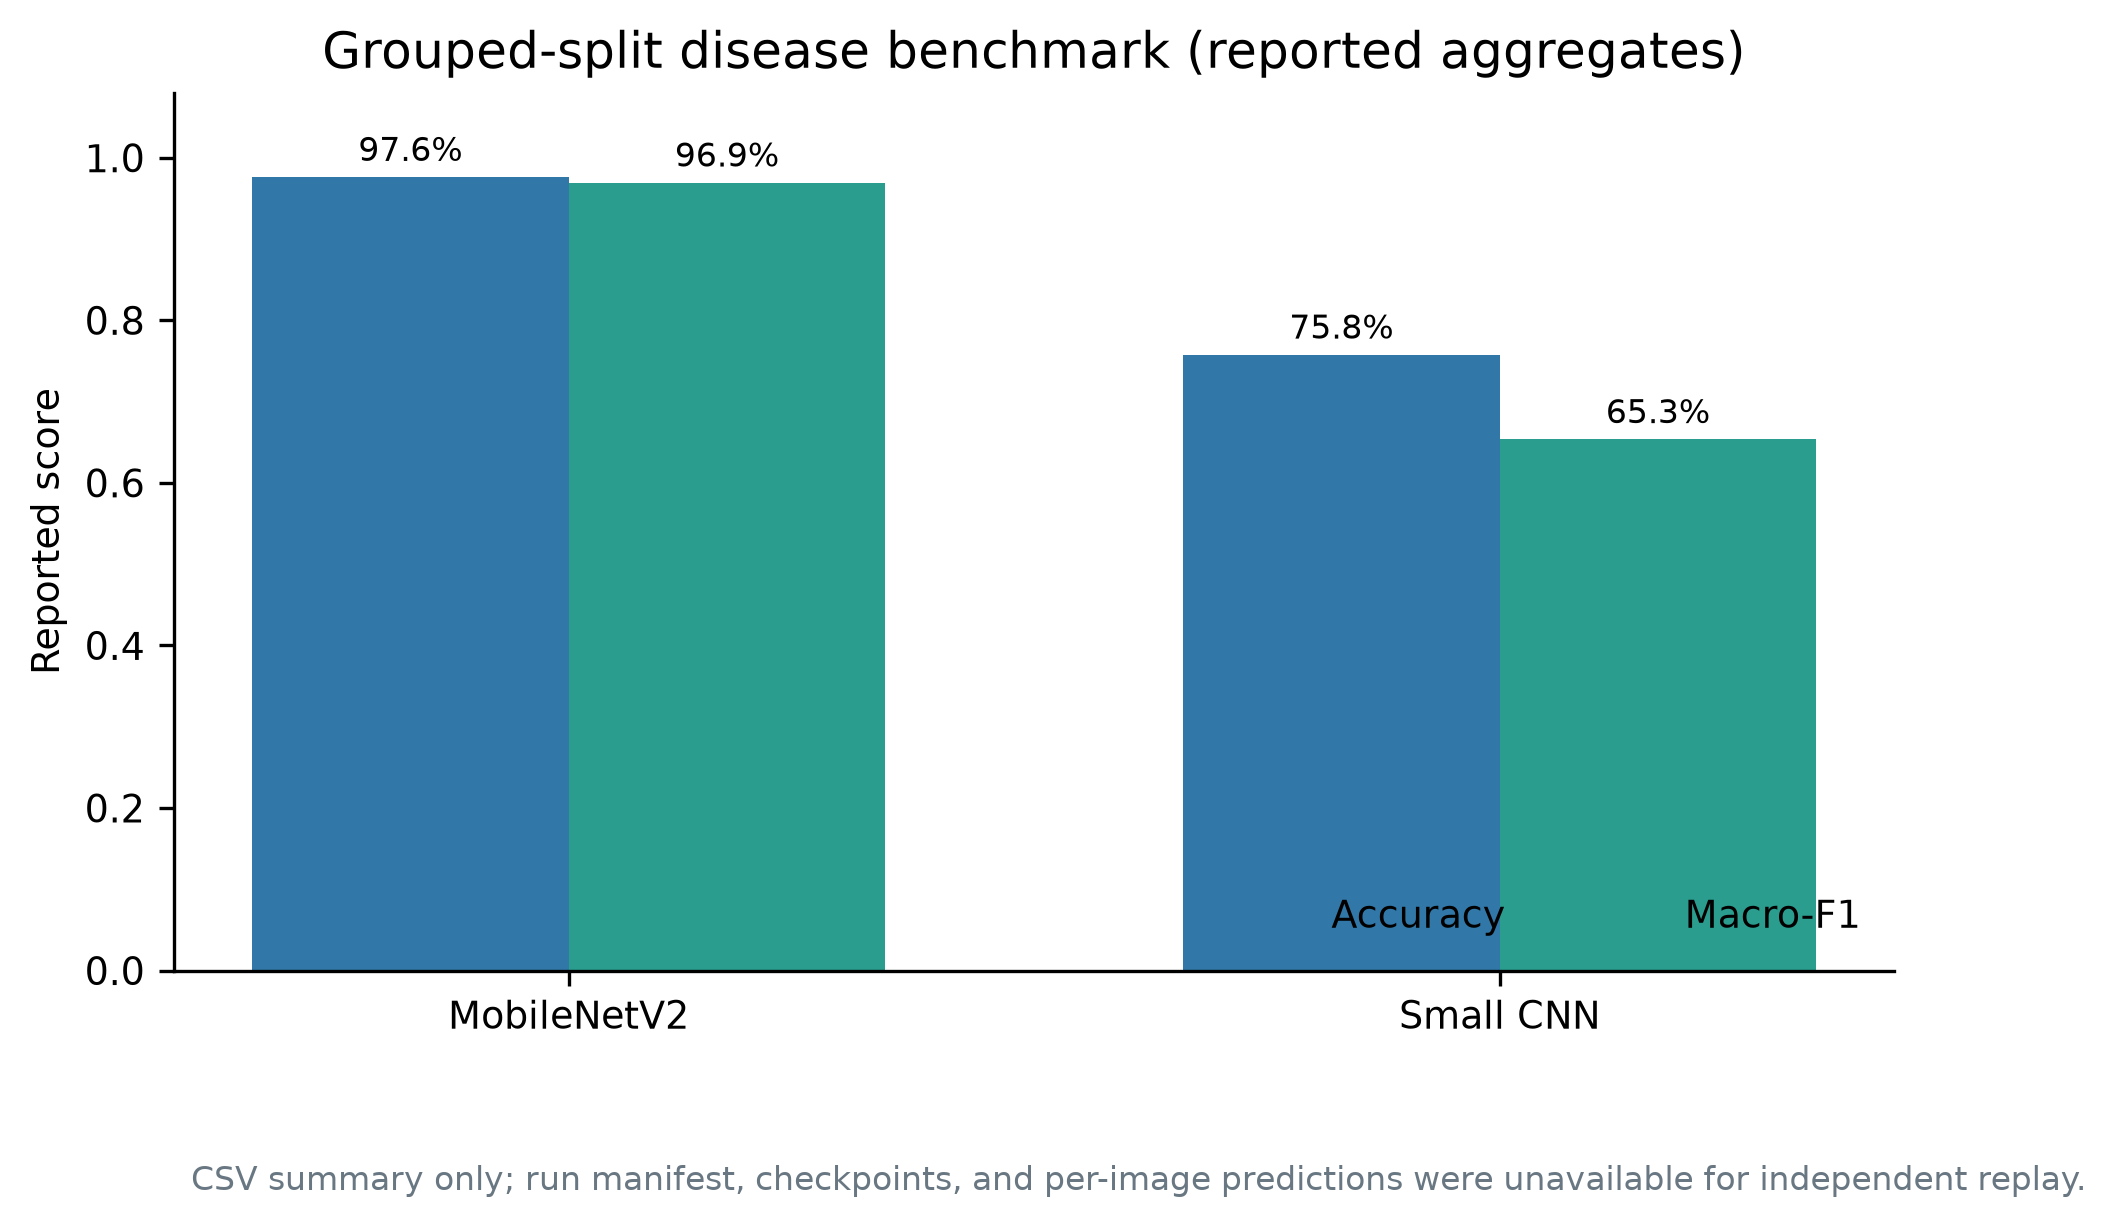 Grouped-split disease benchmark (reported aggregates)
97.6%
96.9%
75.8%
65.3%
Reported score
1.0
0.8
0.6
0.4
0.2
0.0
Accuracy
Macro-F1
MobileNetV2
Small CNN
CSV summary only; run manifest, checkpoints, and per-image predictions were unavailable for independent replay.